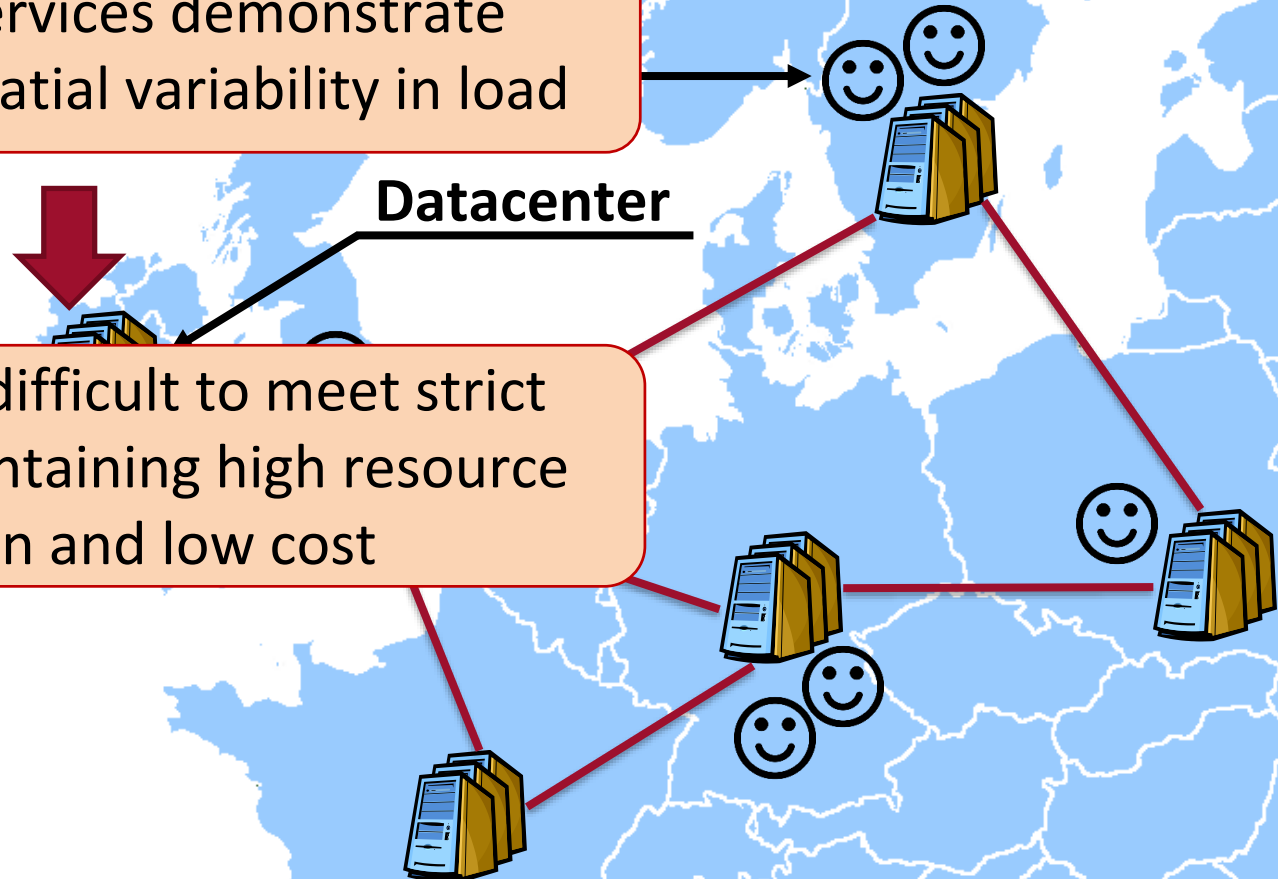 ervices demonstrate
atial variability in load
Datacenter
difficult to meet strict
ntaining high resource
n and low cost